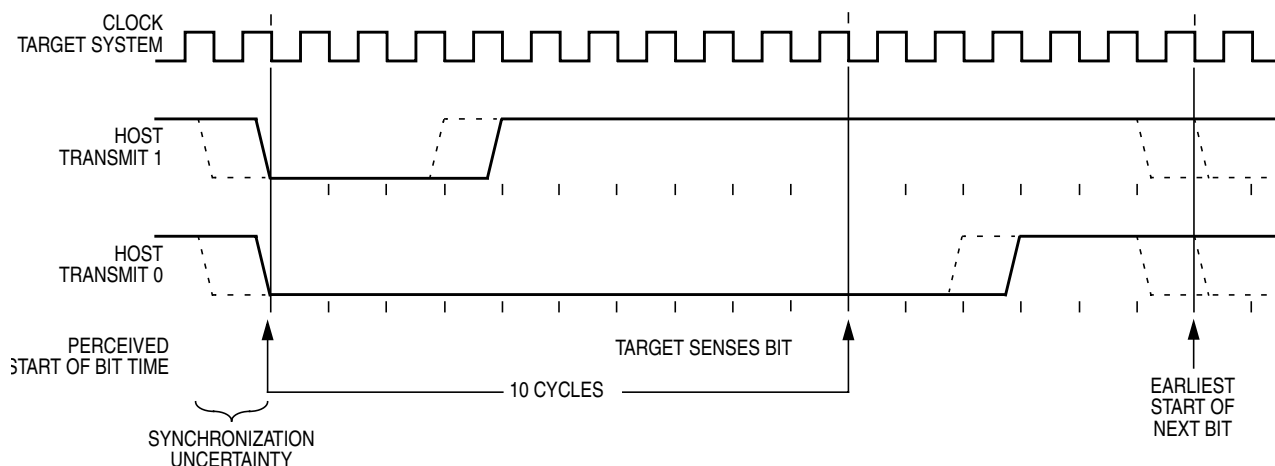 CLOCK
TARGET SYSTEM
HOST
TRANSMIT 1
HOST
TRANSMIT 0
PERCEIVED
START OF BIT TIME
TARGET SENSES BIT
10 CYCLES
SYNCHRONIZATION
UNCERTAINTY
EARLIEST
START OF
NEXT BIT